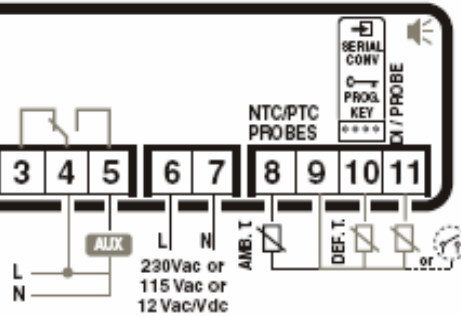 SERIAL
CONV
PROG.
KEY
DI / PROBE
NTC/PTC
PROBES
3 4 5 6 7 8 9 10 11
AUX
L N
AMB. T.
DEF. T.
or
L
N
230Vac or
115 Vac or
12 Vac/Vdc